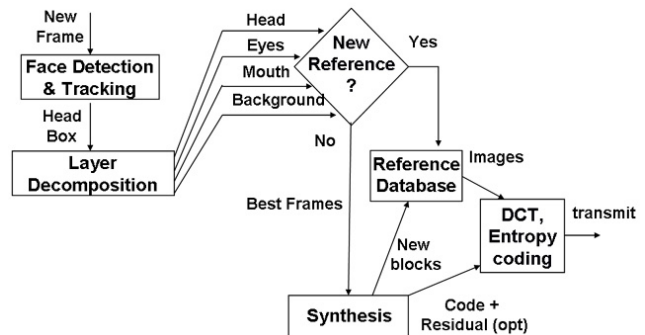 New
Frame
Face Detection
& Tracking
Head
Box
Layer
Decomposition
Head
Eyes
Mouth
Background
New
Reference
?
Yes
No
Best Frames
Reference
Database
Images
New
blocks
DCT,
Entropy
coding
transmit
Synthesis
Code +
Residual (opt)